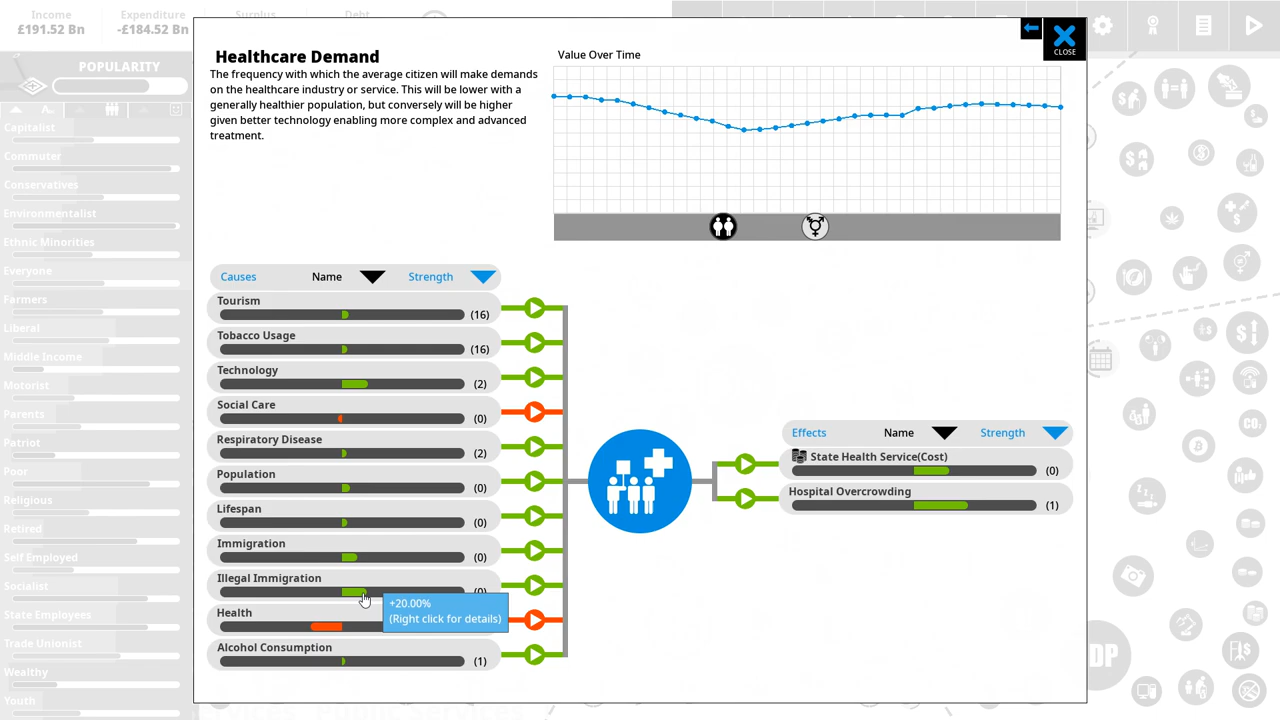 Income
Expenditure
Surplus
Debt
£191.52 Bn
-£184.52 Bn
POPULARITY
Capitalist
Commuter
Conservatives
Environmentalist
Ethnic Minorities
Everyone
Farmers
Liberal
Middle Income
Motorist
Parents
Patriot
Poor
Religious
Retired
Self Employed
Socialist
State Employees
Trade Unionist
Wealthy
Youth
CLOSE
Healthcare Demand
The frequency with which the average citizen will make demands
on the healthcare industry or service. This will be lower with a
generally healthier population, but conversely will be higher
given better technology enabling more complex and advanced
treatment.
Value Over Time
Causes Name Strength
Tourism
(16)
Tobacco Usage
(16)
Technology
(2)
Social Care
(0)
Respiratory Disease
(2)
Population
(0)
Lifespan
(0)
Immigration
(0)
Illegal Immigration
(0)
+20.00%
(Right click for details)
Health
Alcohol Consumption
(1)
Effects Name Strength
State Health Service(Cost)
(0)
Hospital Overcrowding
(1)